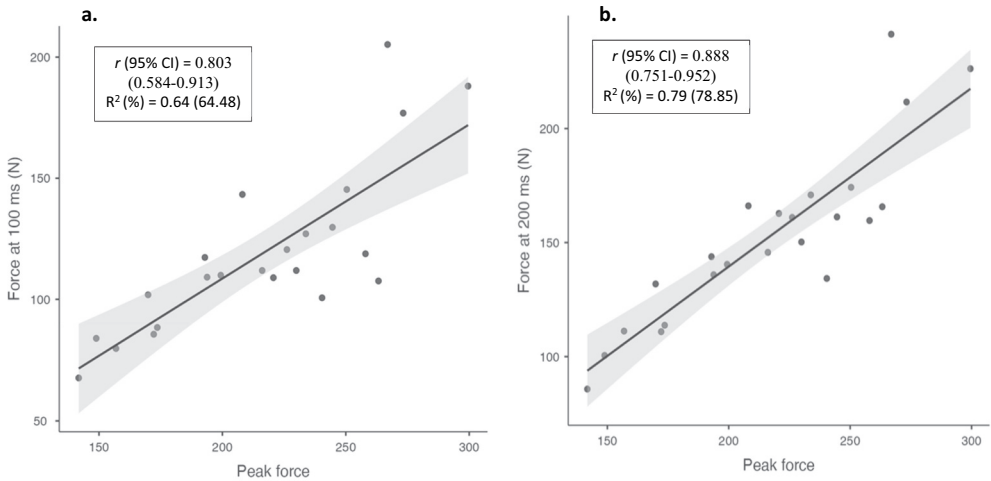 a.
r (95% CI) = 0.803
(0.584-0.913)
R² (%) = 0.64 (64.48)
Force at 100 ms (N)
200
150
100
50
150
200
250
300
Peak force
b.
r (95% CI) = 0.888
(0.751-0.952)
R² (%) = 0.79 (78.85)
Force at 200 ms (N)
200
150
100
150
200
250
300
Peak force